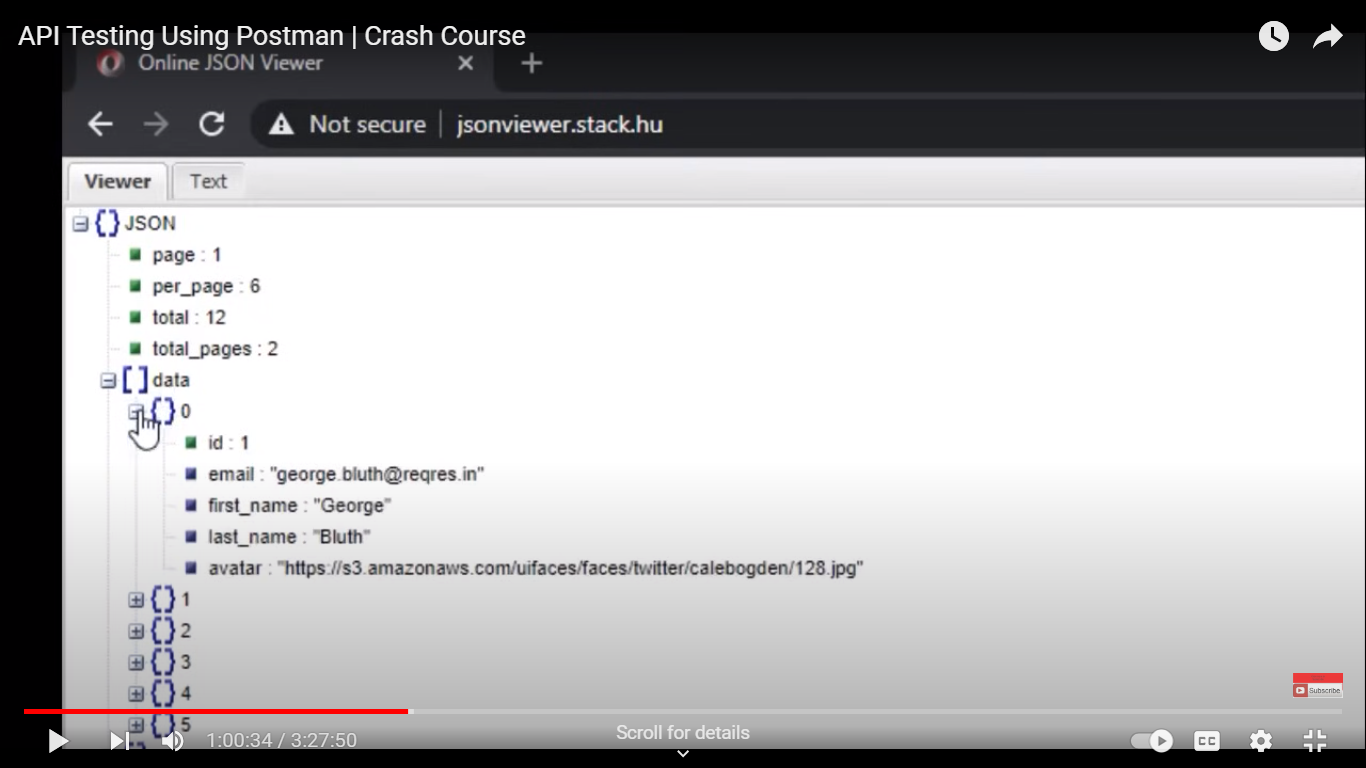 API Testing Using Postman | Crash Course
Online JSON Viewer
Not secure | jsonviewer.stack.hu
Viewer Text
{} JSON
page : 1
per_page : 6
total : 12
total_pages : 2
[ ] data
{} 0
id : 1
email : "george.bluth@reqres.in"
first_name : "George"
last_name : "Bluth"
avatar : "https://s3.amazonaws.com/uifaces/faces/twitter/calebogden/128.jpg"
{} 1
{} 2
{} 3
{} 4
{} 5
Subscribe
Scroll for details
1:00:34 / 3:27:50
CC